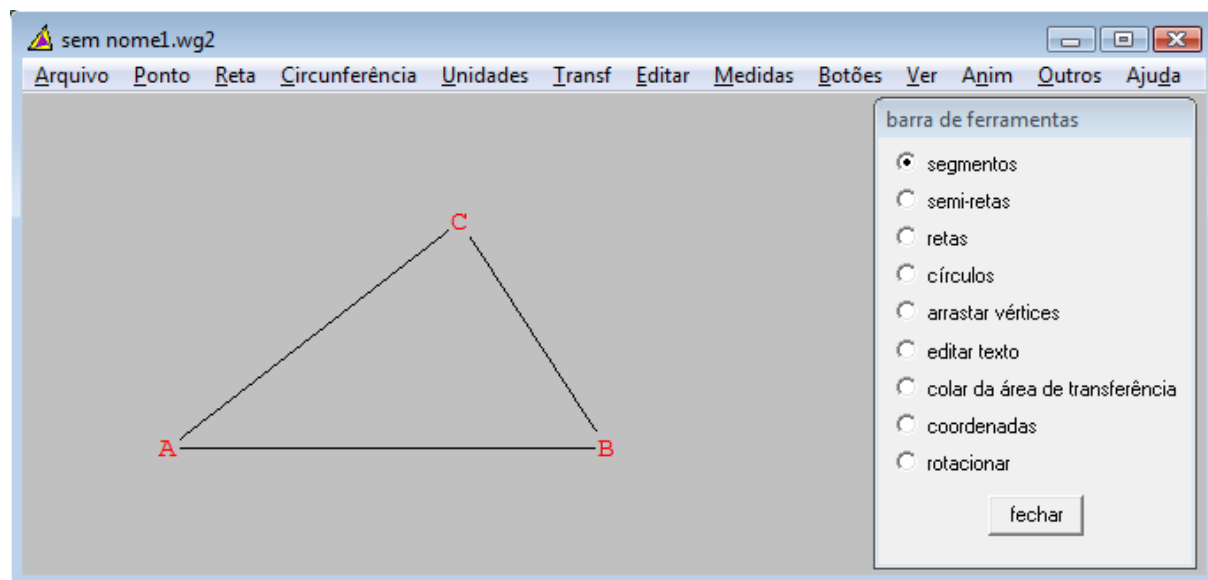 sem nome1.wg2
Arquivo Ponto Reta Circunferência Unidades Transf Editar Medidas Botões Ver Anim Outros Ajuda
barra de ferramentas
segmentos
semi-retas
retas
círculos
arrastar vértices
editar texto
colar da área de transferência
coordenadas
rotacionar
fechar
C
A B